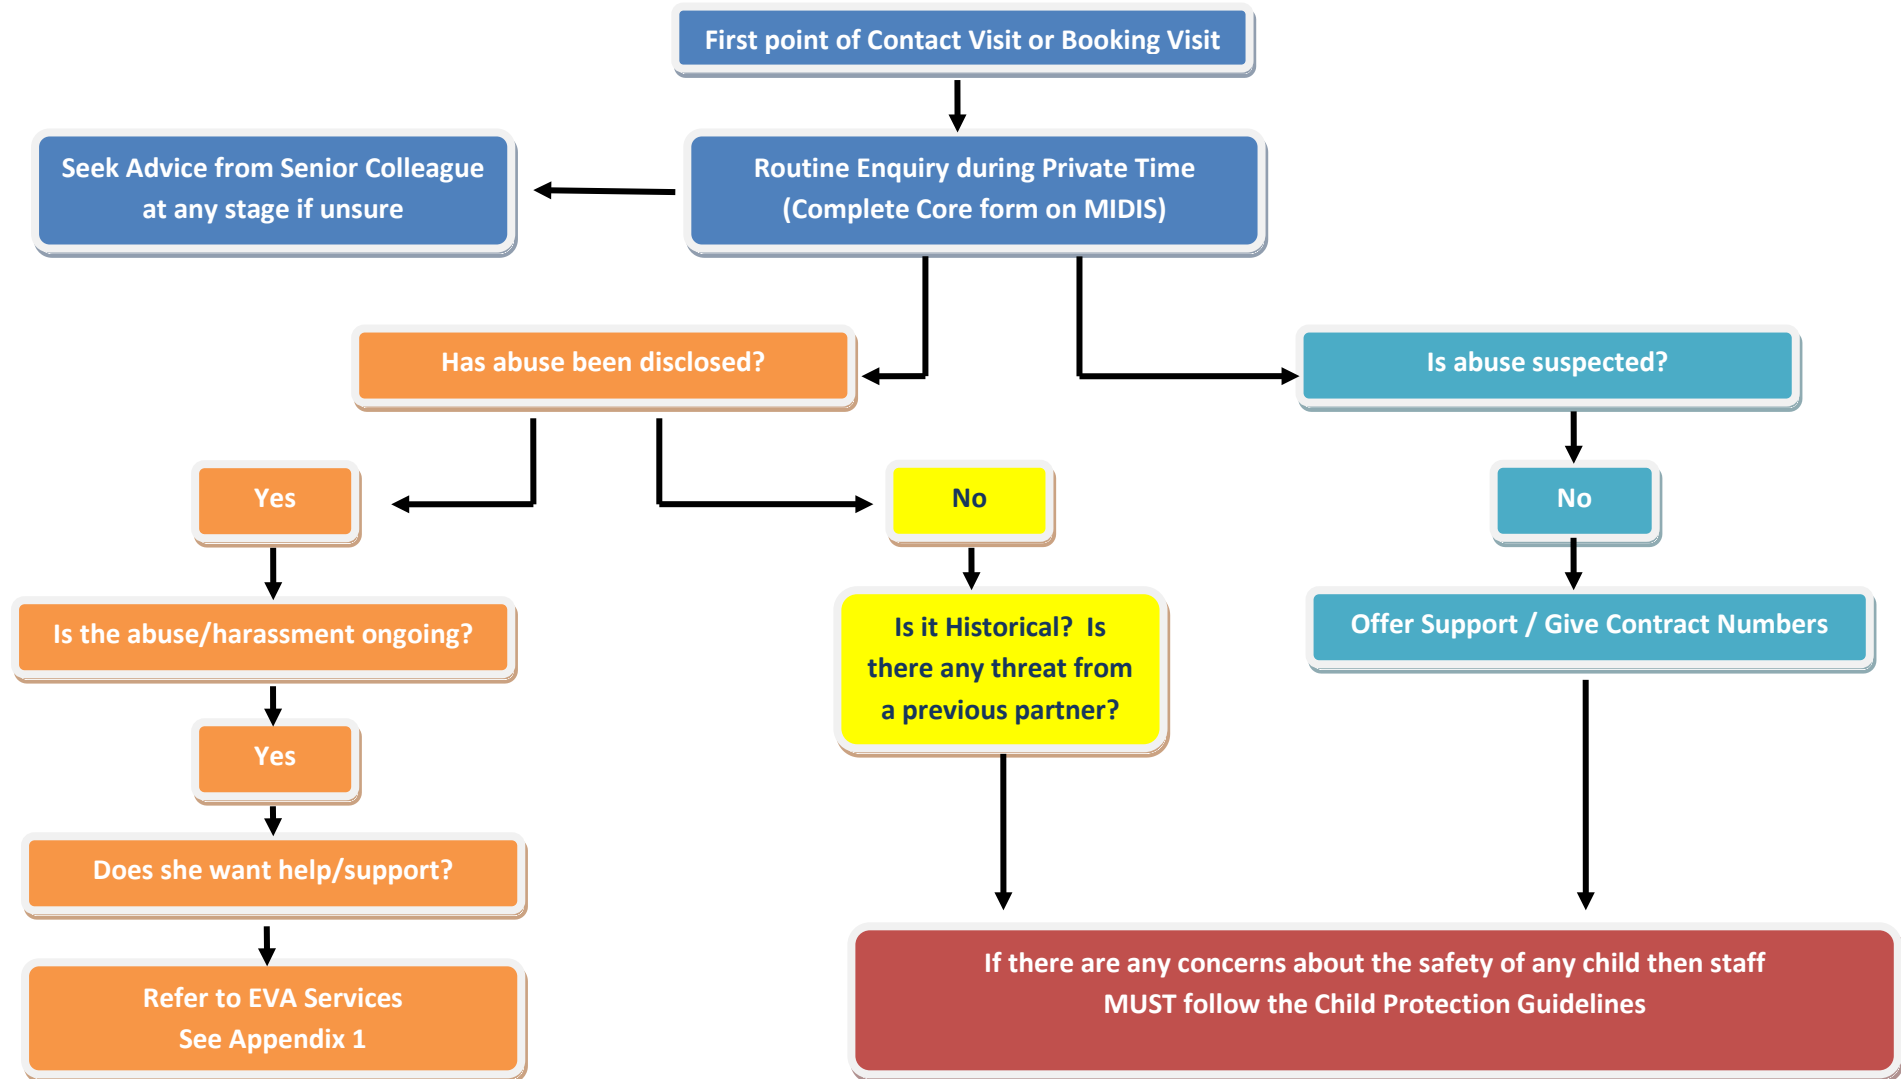 First point of Contact Visit or Booking Visit
Seek Advice from Senior Colleague
at any stage if unsure
Routine Enquiry during Private Time
(Complete Core form on MIDIS)
Has abuse been disclosed?
Is abuse suspected?
Yes
No
No
Is the abuse/harassment ongoing?
Is it Historical? Is
there any threat from
a previous partner?
Offer Support / Give Contract Numbers
Yes
Does she want help/support?
Refer to EVA Services
See Appendix 1
If there are any concerns about the safety of any child then staff
MUST follow the Child Protection Guidelines